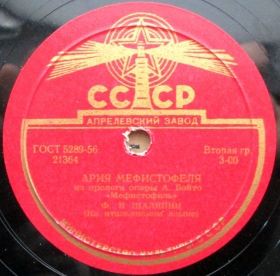 СССР
АПРЕЛЕВСКИЙ ЗАВОД
ГОСТ 5289-56
21364
Вторая гр.
3-00
АРИЯ МЕФИСТОФЕЛЯ
из пролога оперы А. Бойто
«Мефистофель»
Ф. И. ШАЛЯПИН
(На итальянском языке)